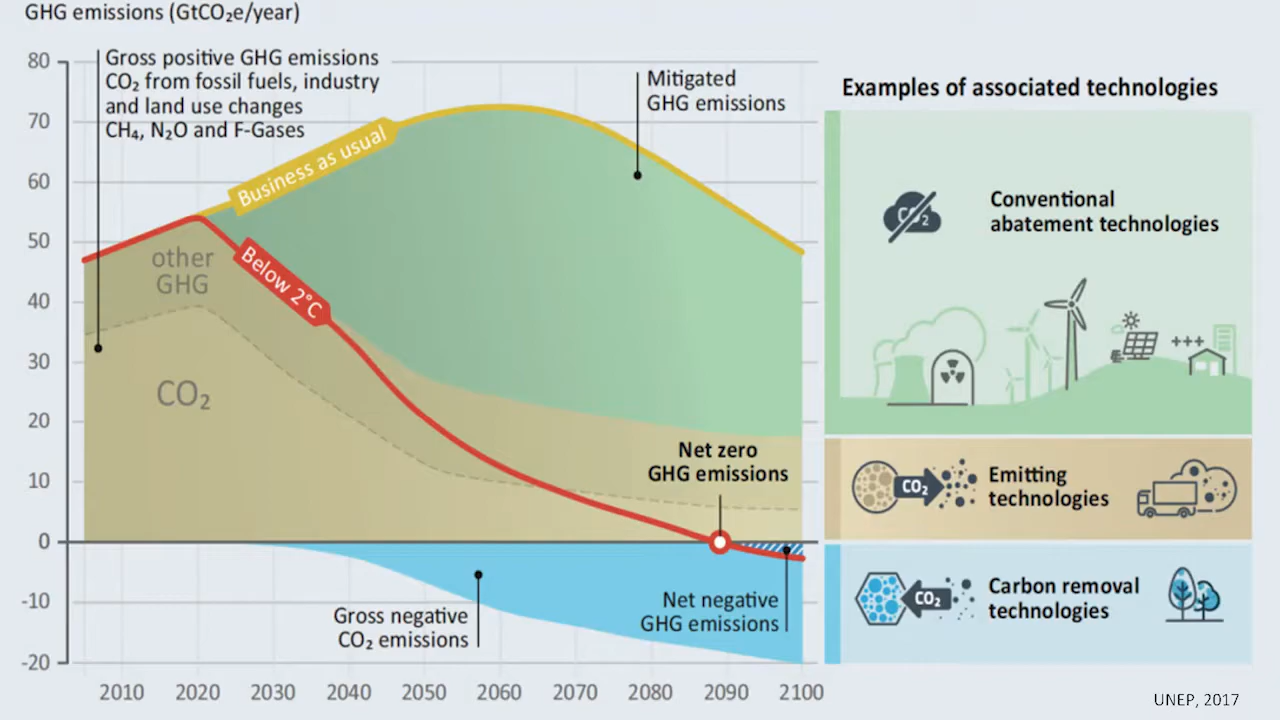 GHG emissions (GtCO₂e/year)
80
70
60
50
40
30
20
10
0
-10
-20
Gross positive GHG emissions
CO₂ from fossil fuels, industry
and land use changes
CH₄, N₂O and F-Gases
Mitigated
GHG emissions
Business as usual
Below 2°C
other
GHG
CO₂
Net zero
GHG emissions
Gross negative
CO₂ emissions
Net negative
GHG emissions
2010 2020 2030 2040 2050 2060 2070 2080 2090 2100
Examples of associated technologies
CO₂
Conventional
abatement technologies
+++
CO₂
Emitting
technologies
CO₂
Carbon removal
technologies
UNEP, 2017